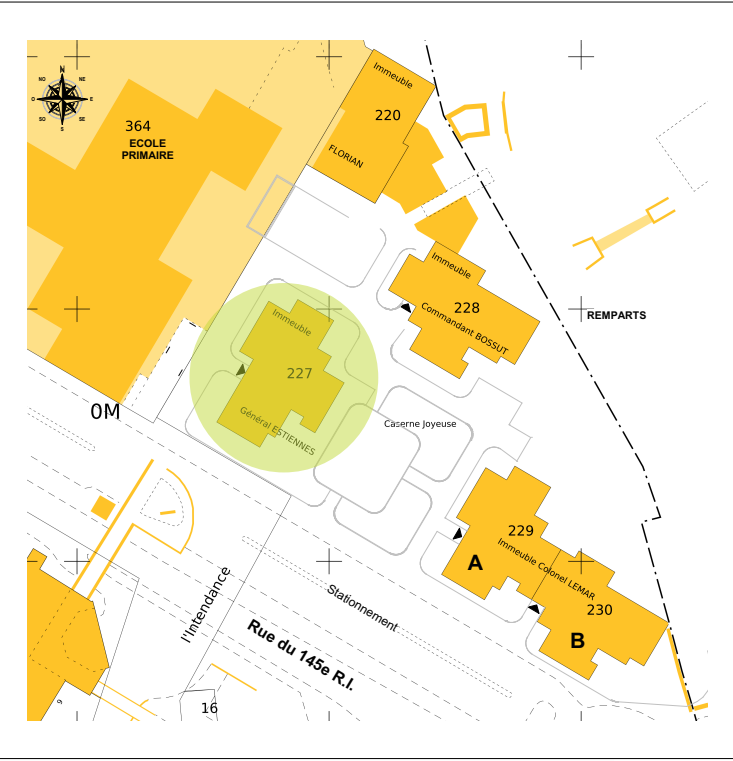 N
NO
NE
O
E
SO
SE
S
364
ECOLE
PRIMAIRE
Immeuble
220
FLORIAN
Immeuble
228
Commandant BOSSUT
REMPARTS
Immeuble
227
Général ESTIENNES
Caserne Joyeuse
0M
229
A
Immeuble Colonel LEMAR
230
B
l'Intendance
Stationnement
Rue du 145e R.I.
16
9